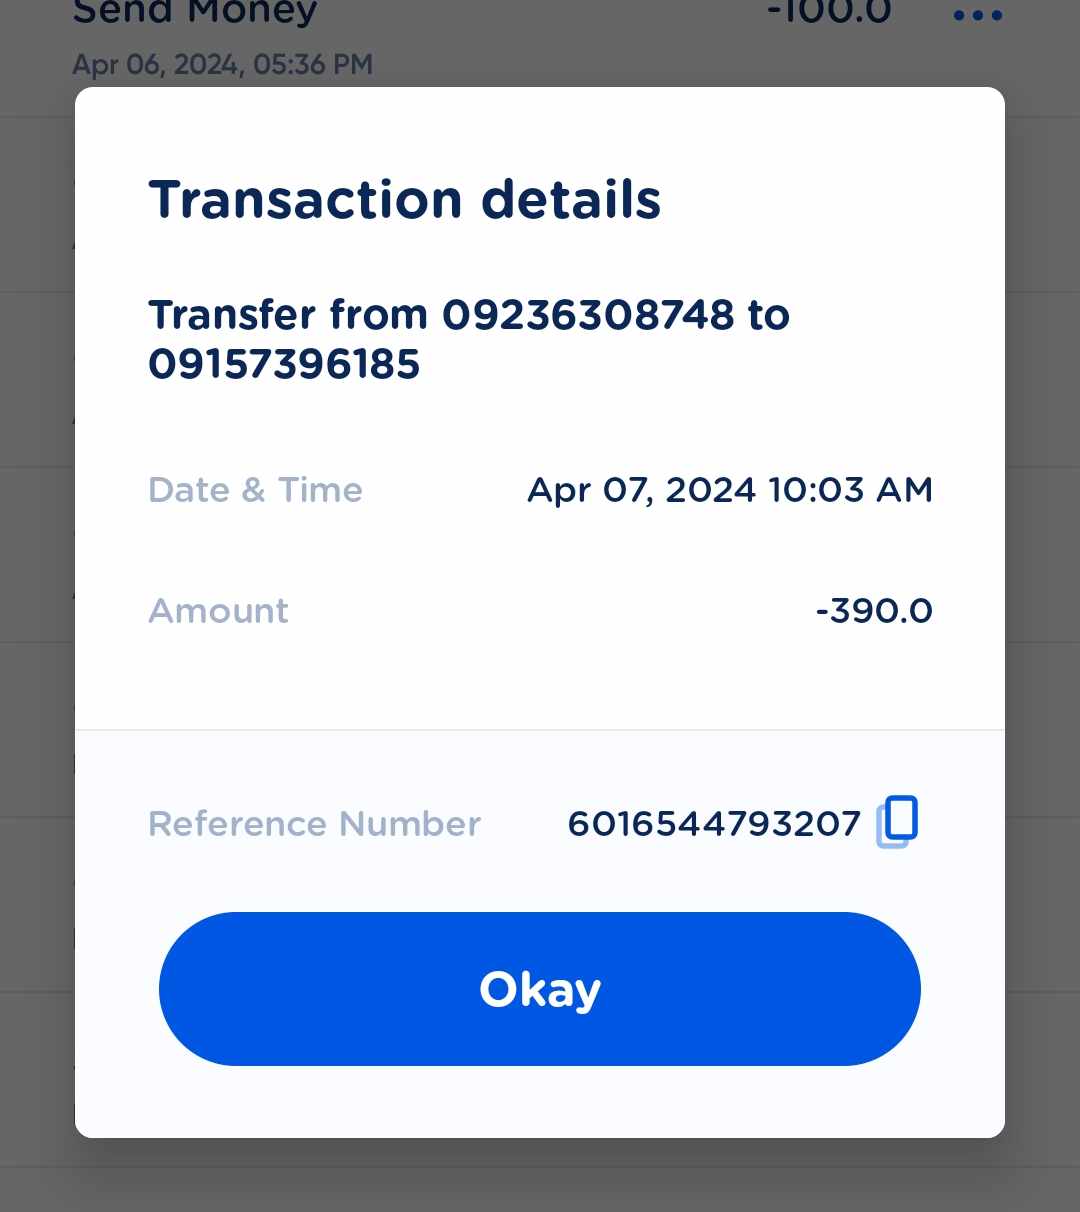 Send Money -100.0
Apr 06, 2024, 05:36 PM
Transaction details
Transfer from 09236308748 to
09157396185
Date & Time Apr 07, 2024 10:03 AM
Amount -390.0
Reference Number 6016544793207
Okay